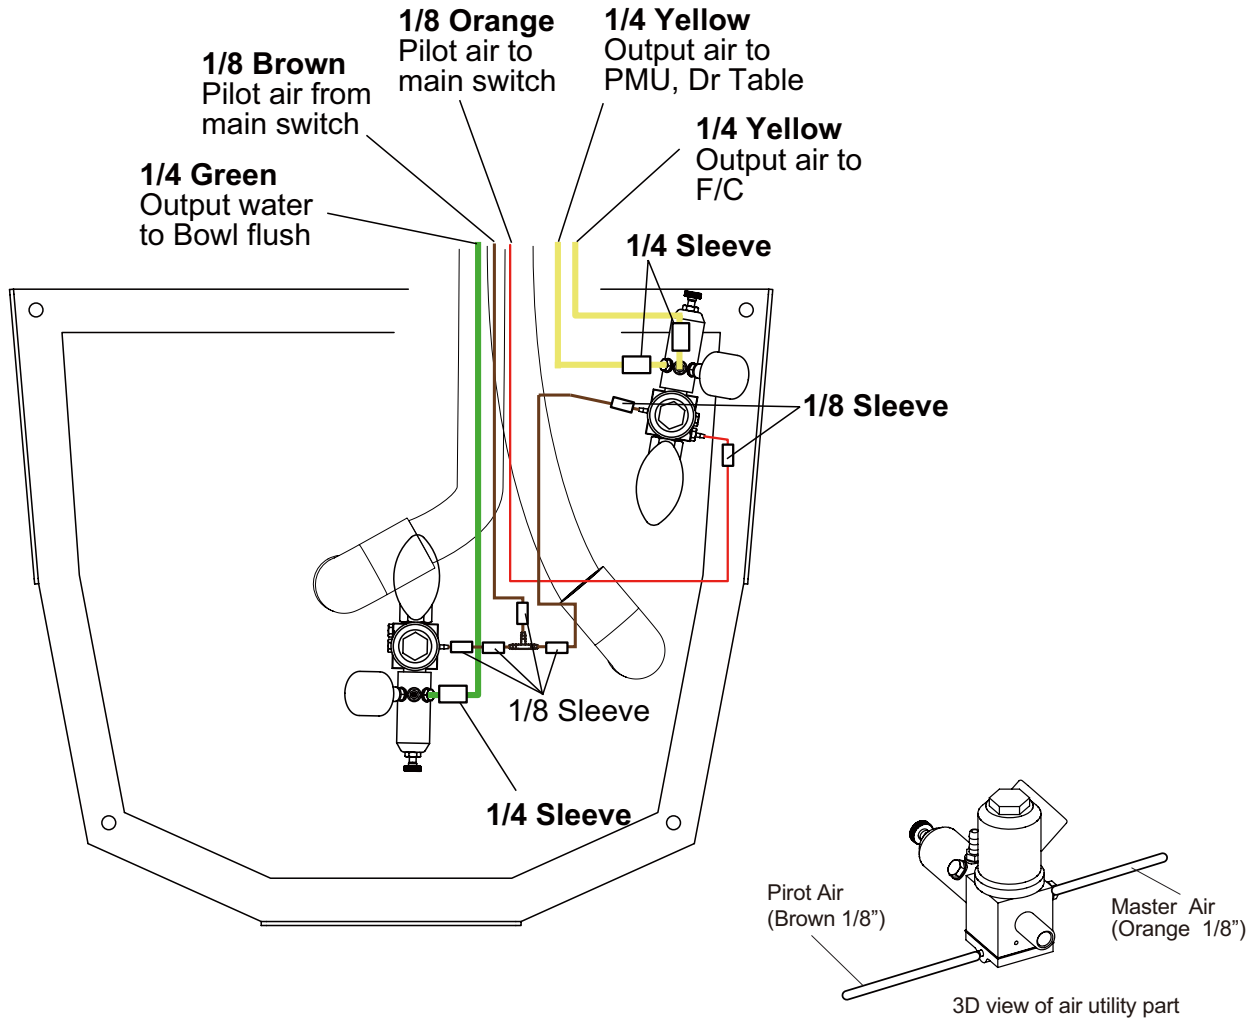 1/8 Orange
Pilot air to
main switch
1/4 Yellow
Output air to
PMU, Dr Table
1/8 Brown
Pilot air from
main switch
1/4 Yellow
Output air to
F/C
1/4 Green
Output water
to Bowl flush
1/4 Sleeve
1/8 Sleeve
1/8 Sleeve
1/4 Sleeve
Pirot Air
(Brown 1/8”)
Master Air
(Orange 1/8”)
3D view of air utility part